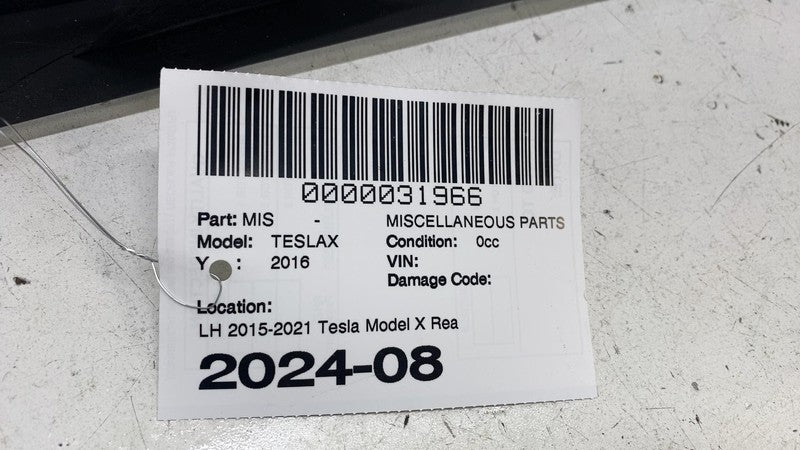 0000031966
Part: MIS - MISCELLANEOUS PARTS
Model: TESLAX Condition: 0cc
Y : 2016 VIN:
Damage Code:
Location:
LH 2015-2021 Tesla Model X Rea
2024-08